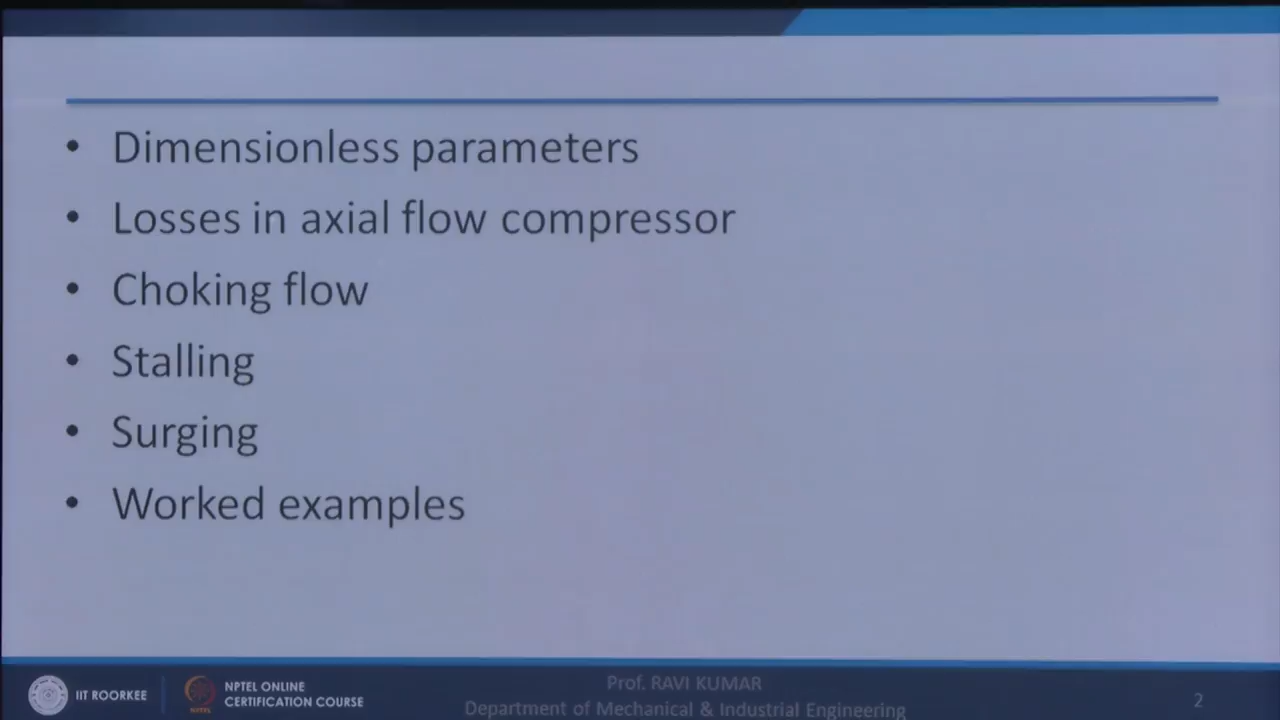 • Dimensionless parameters
• Losses in axial flow compressor
• Choking flow
• Stalling
• Surging
• Worked examples
IIT ROORKEE
NPTEL ONLINE
CERTIFICATION COURSE
Prof. RAVI KUMAR
Department of Mechanical & Industrial Engineering
2